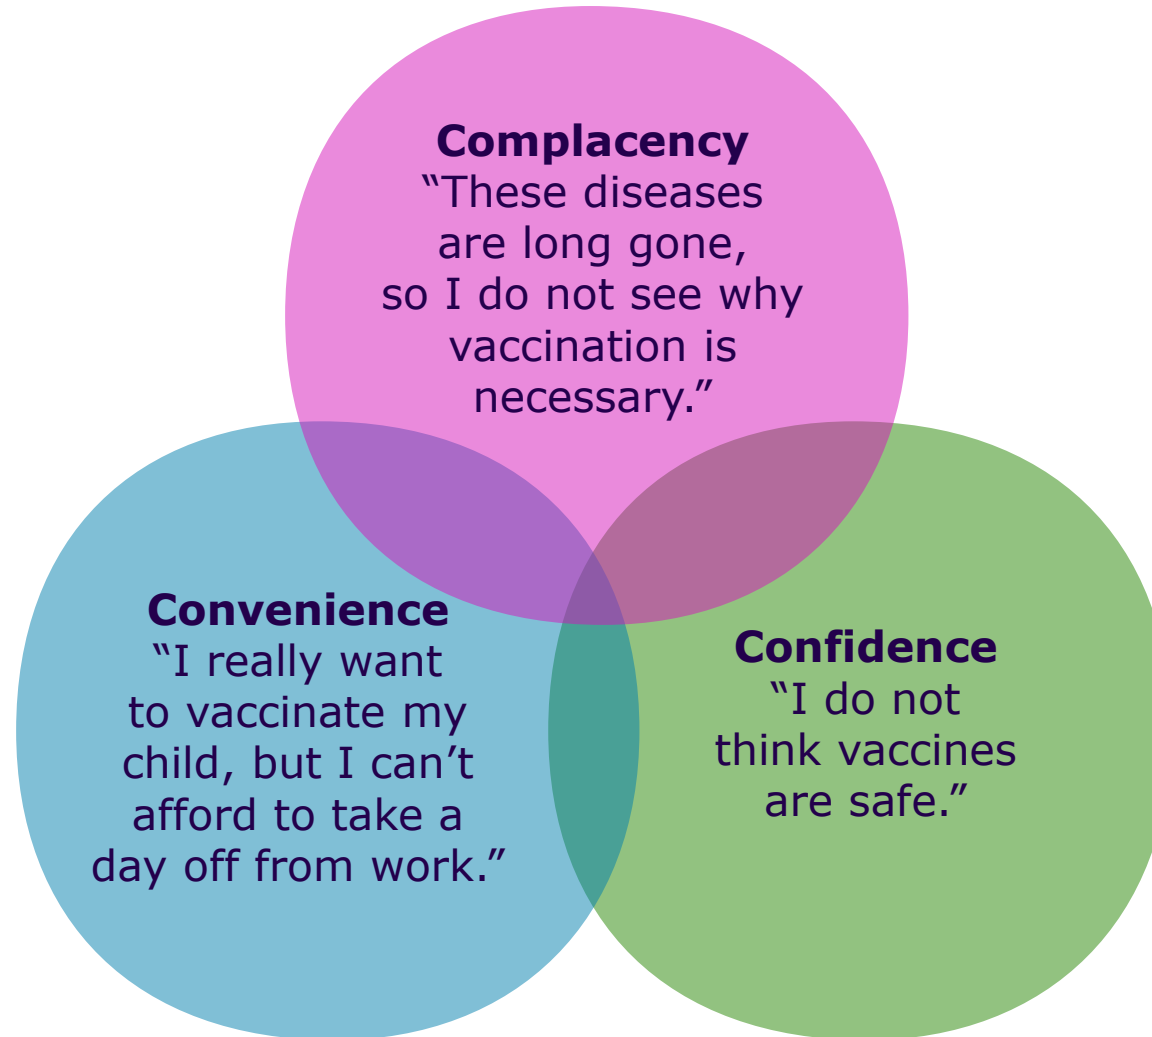 Complacency
“These diseases
are long gone,
so I do not see why
vaccination is
necessary.”
Convenience
“I really want
to vaccinate my
child, but I can’t
afford to take a
day off from work.”
Confidence
“I do not
think vaccines
are safe.”